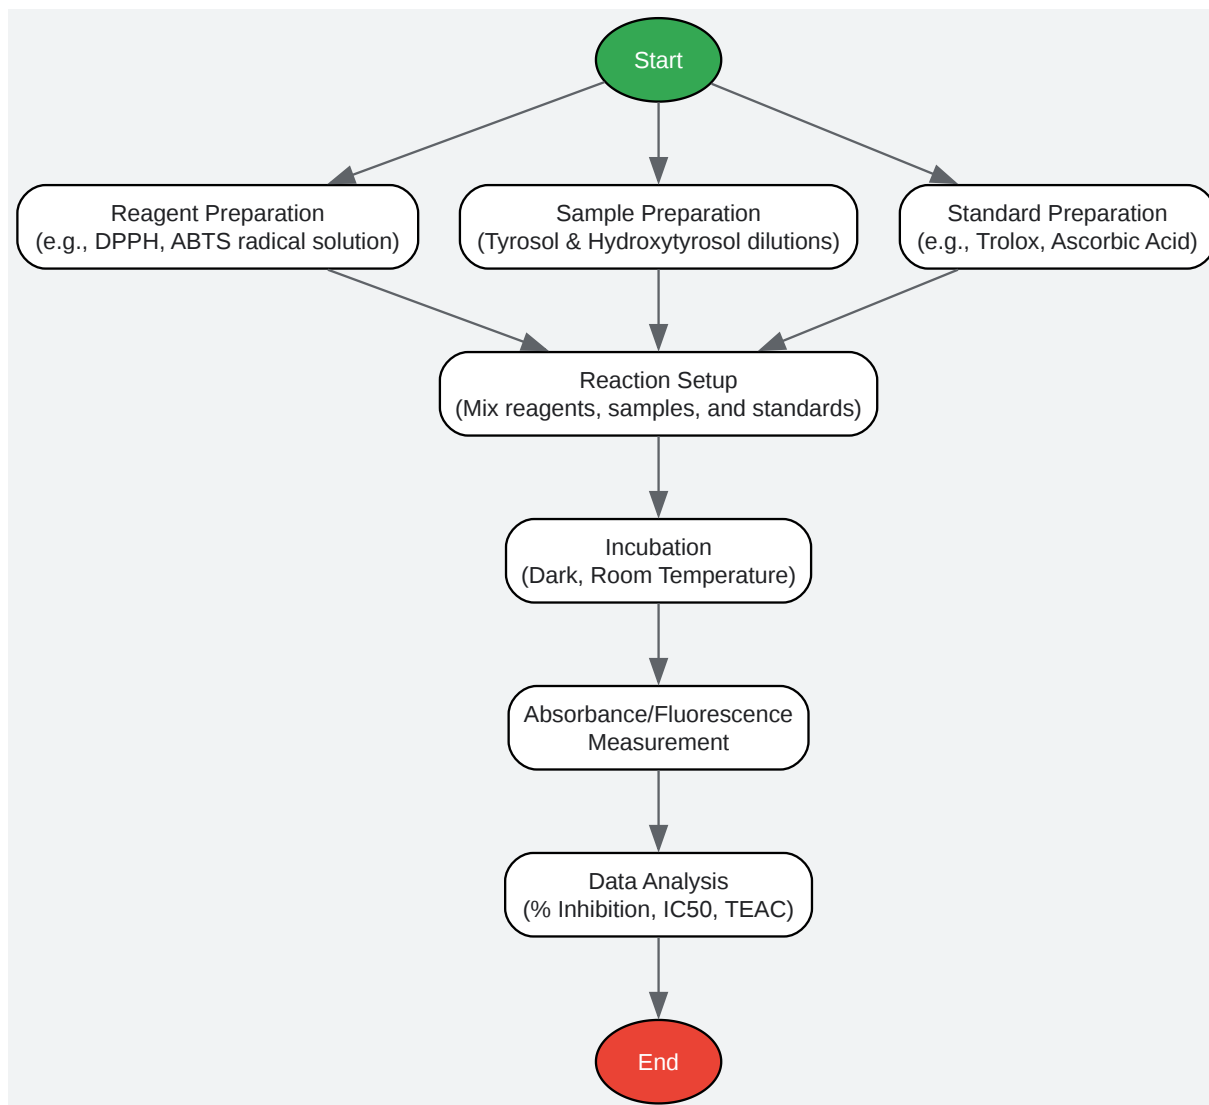 Start
Reagent Preparation
(e.g., DPPH, ABTS radical solution)
Sample Preparation
(Tyrosol & Hydroxytyrosol dilutions)
Standard Preparation
(e.g., Trolox, Ascorbic Acid)
Reaction Setup
(Mix reagents, samples, and standards)
Incubation
(Dark, Room Temperature)
Absorbance/Fluorescence
Measurement
Data Analysis
(% Inhibition, IC50, TEAC)
End